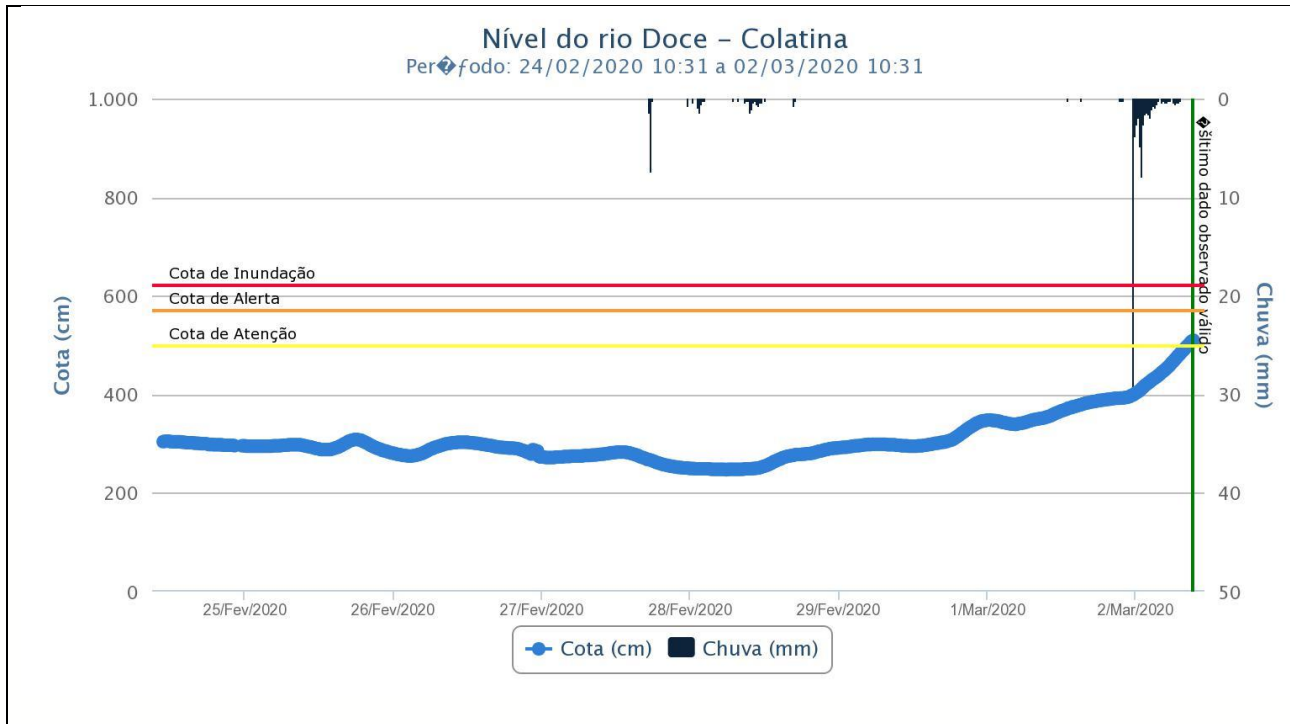 Nível do rio Doce – Colatina
Per�ƒodo: 24/02/2020 10:31 a 02/03/2020 10:31
1.000
800
600
400
200
0
Cota (cm)
0
10
20
30
40
50
Chuva (mm)
Cota de Inundação
Cota de Alerta
Cota de Atenção
�šltimo dado observado válido
25/Fev/2020
26/Fev/2020
27/Fev/2020
28/Fev/2020
29/Fev/2020
1/Mar/2020
2/Mar/2020
Cota (cm)
Chuva (mm)